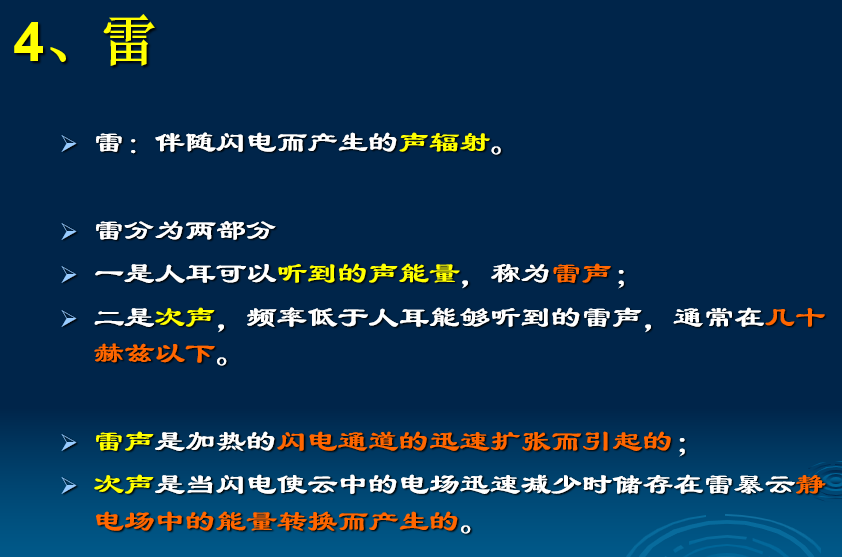 4、雷
雷：伴随闪电而产生的声辐射。
雷分为两部分
一是人耳可以听到的声能量，称为雷声；
二是次声，频率低于人耳能够听到的雷声，通常在几十
赫兹以下。
雷声是加热的闪电通道的迅速扩张而引起的；
次声是当闪电使云中的电场迅速减少时储存在雷暴云静
电场中的能量转换而产生的。